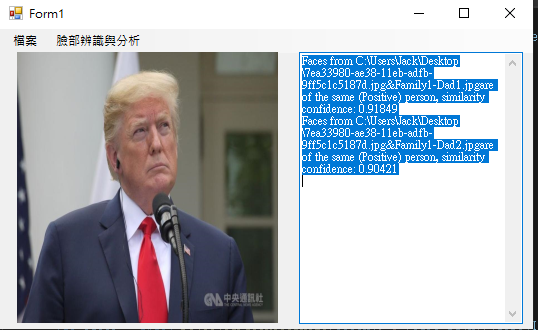 Form1
檔案 臉部辨識與分析
Faces from C:\Users\Jack\Desktop
\7ea33980-ae38-11eb-adfb-
9ff5c1c5187d.jpg&Family1-Dad1.jpgare
of the same (Positive) person, similarity
confidence: 0.91849
Faces from C:\Users\Jack\Desktop
\7ea33980-ae38-11eb-adfb-
9ff5c1c5187d.jpg&Family1-Dad2.jpgare
of the same (Positive) person, similarity
confidence: 0.90421
中央通訊社